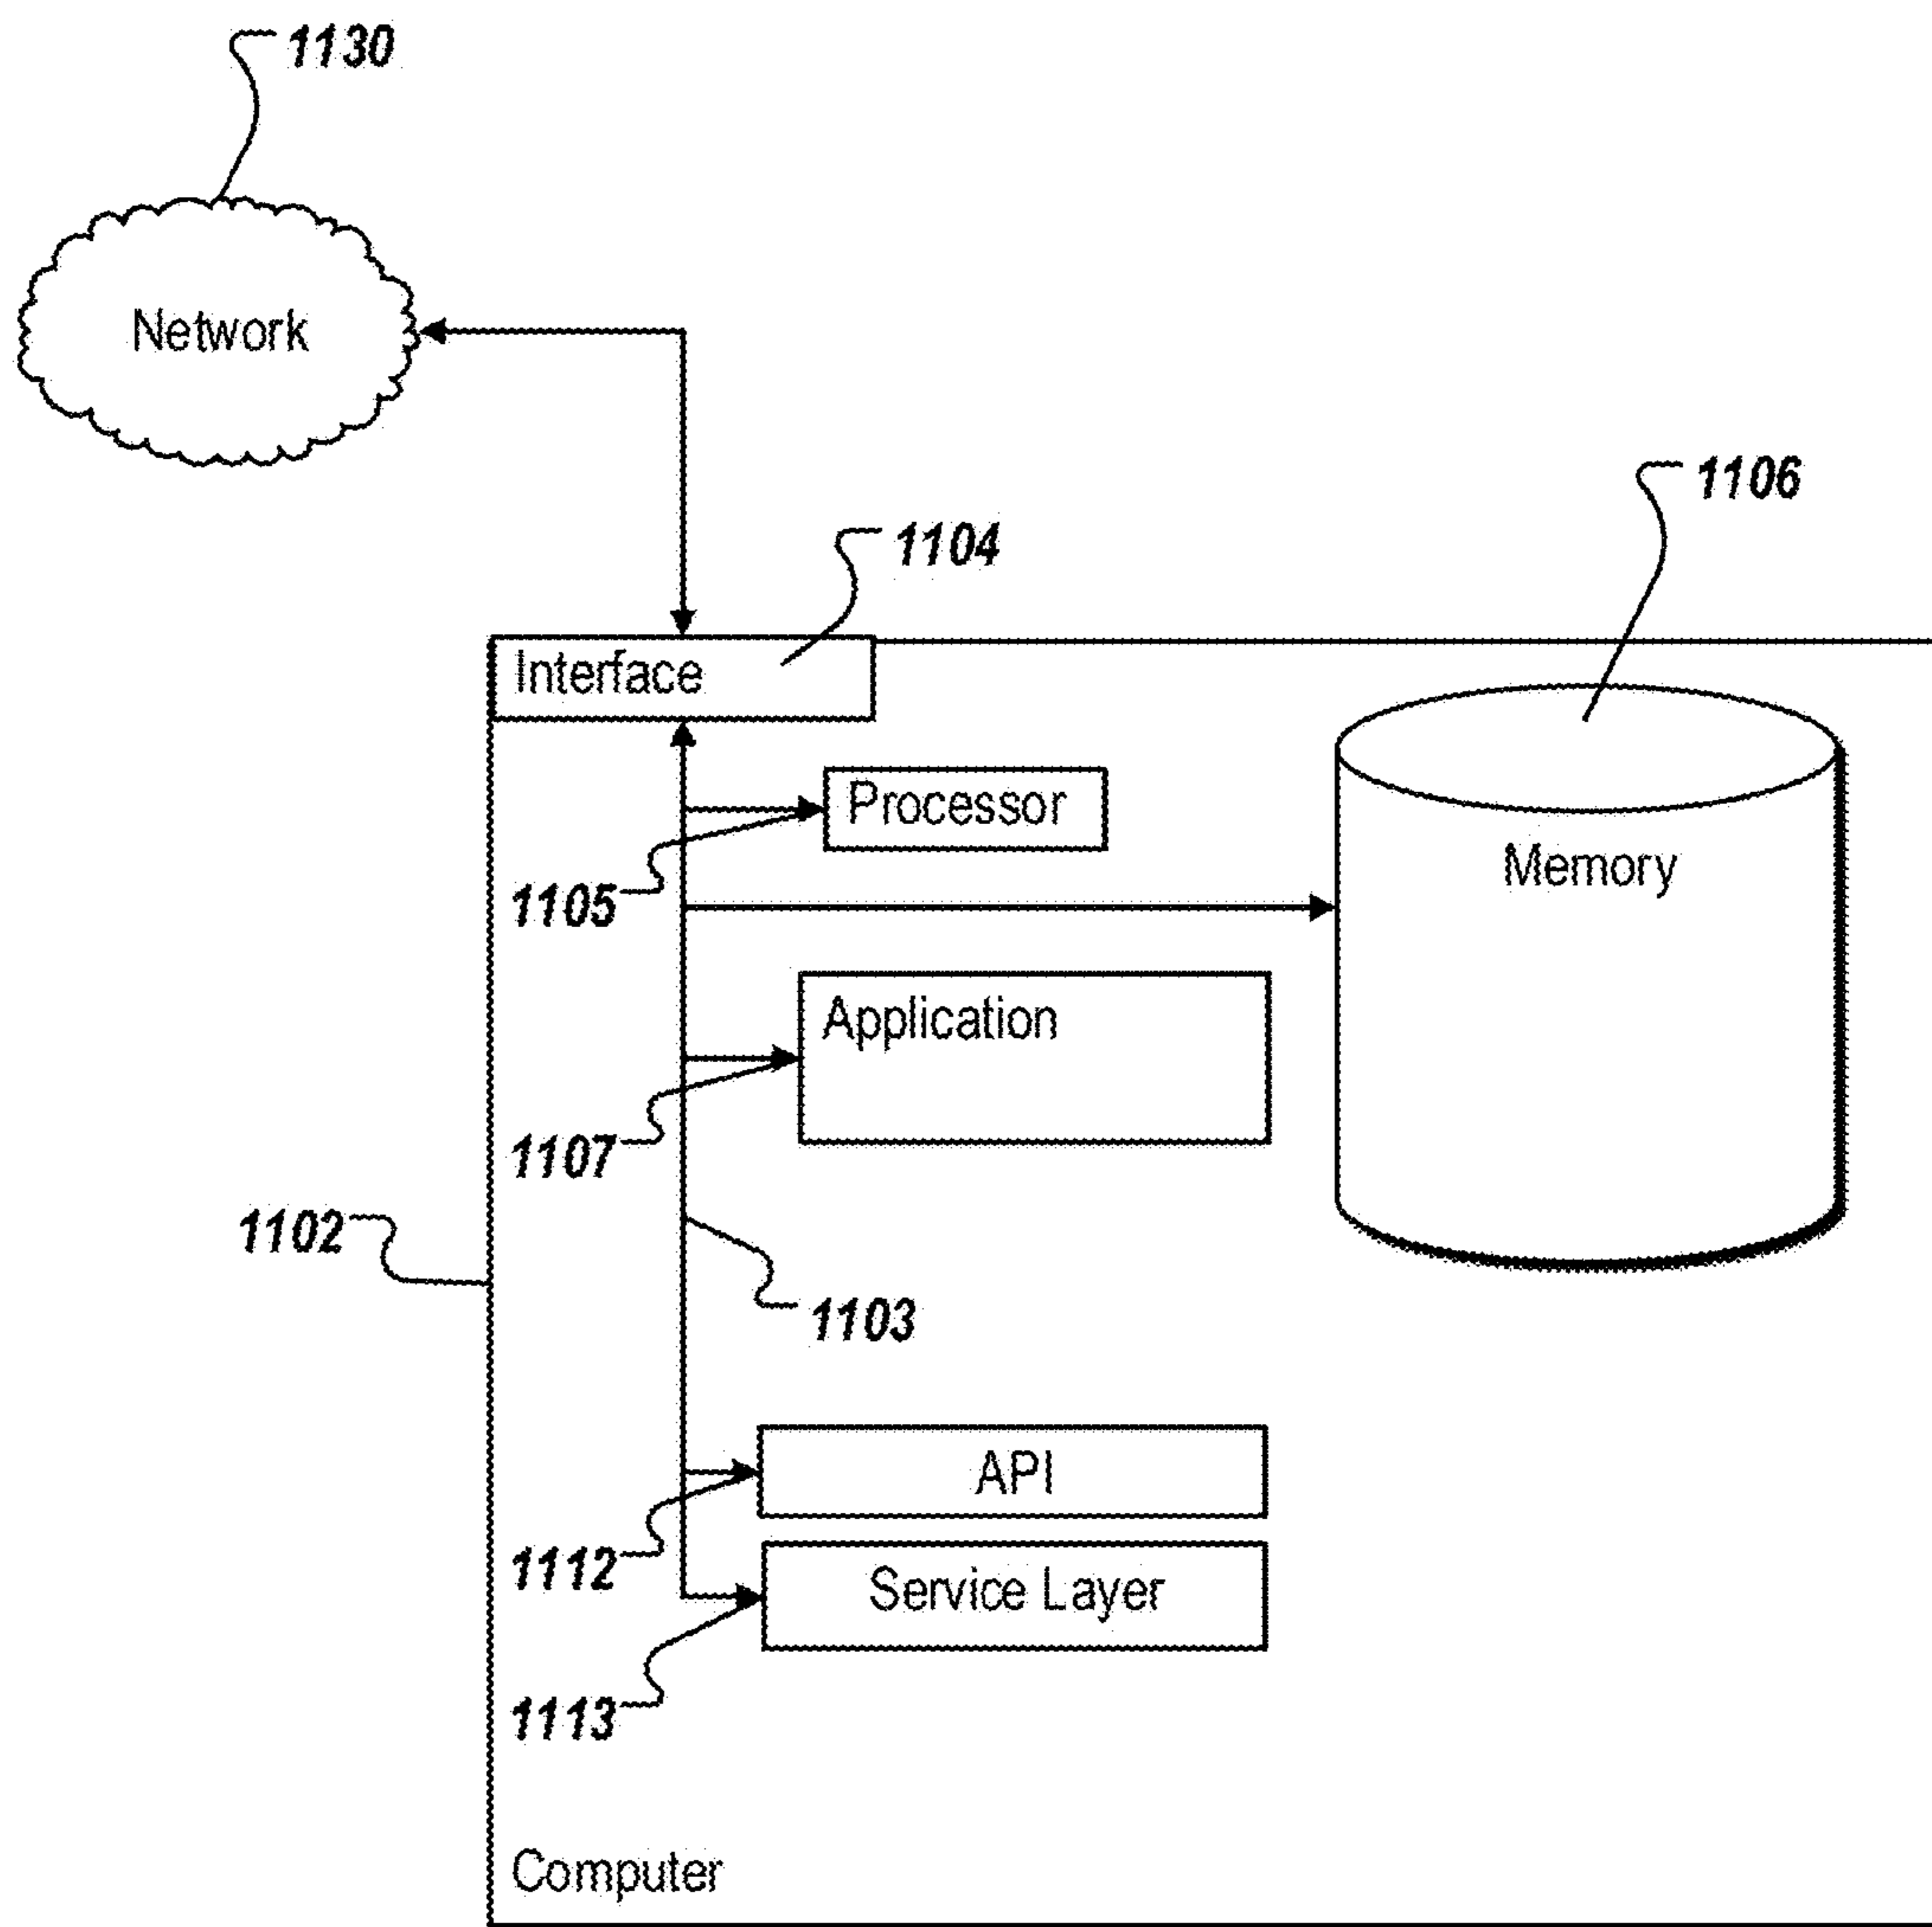 1130
Network
1106
1104
Interface
Processor
Memory
1105
Application
1107
1102
1103
API
1112
Service Layer
1113
Computer